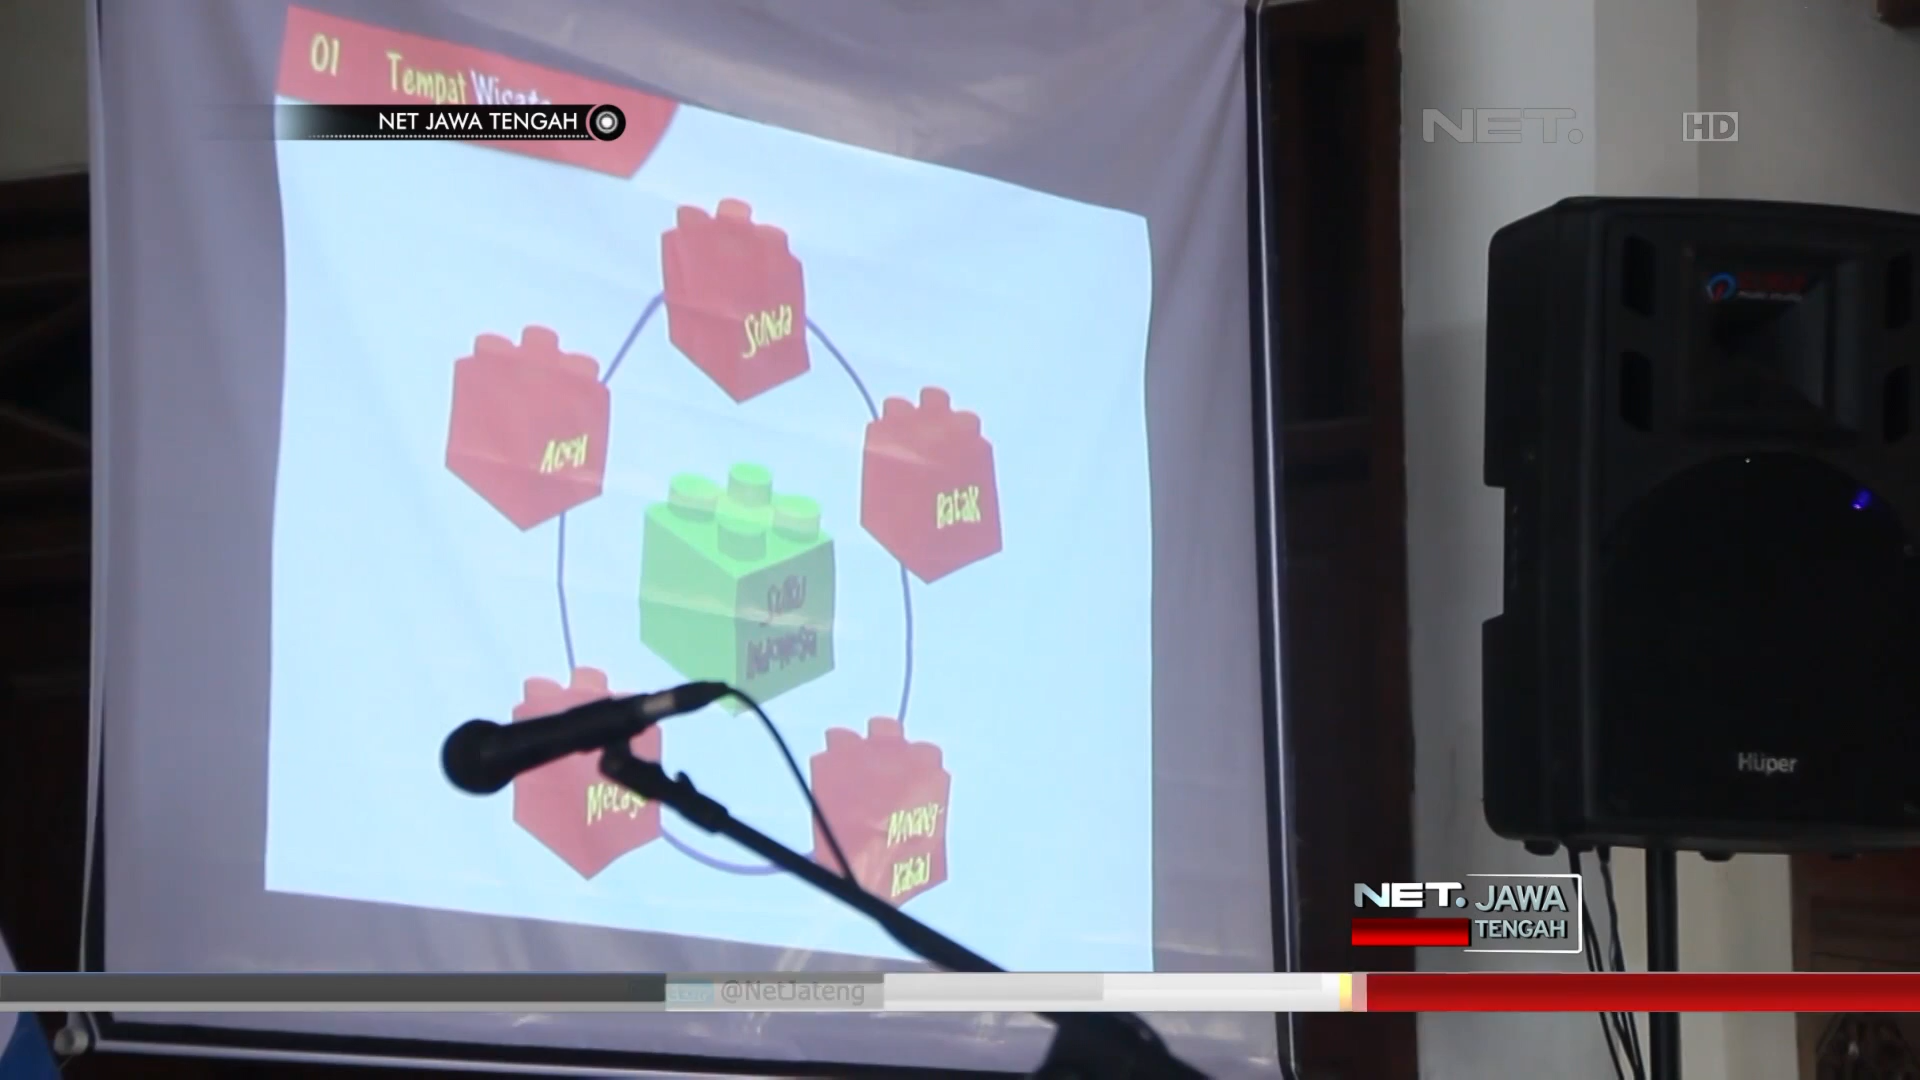 01 Tempat Wisata
NET JAWA TENGAH
NET.
HD
SUNda
ACEH
BataK
SUKU
INdONESIa
MeLayu
MiNaNg-
KabaU
Hüper
NET. JAWA
TENGAH
@NetJateng